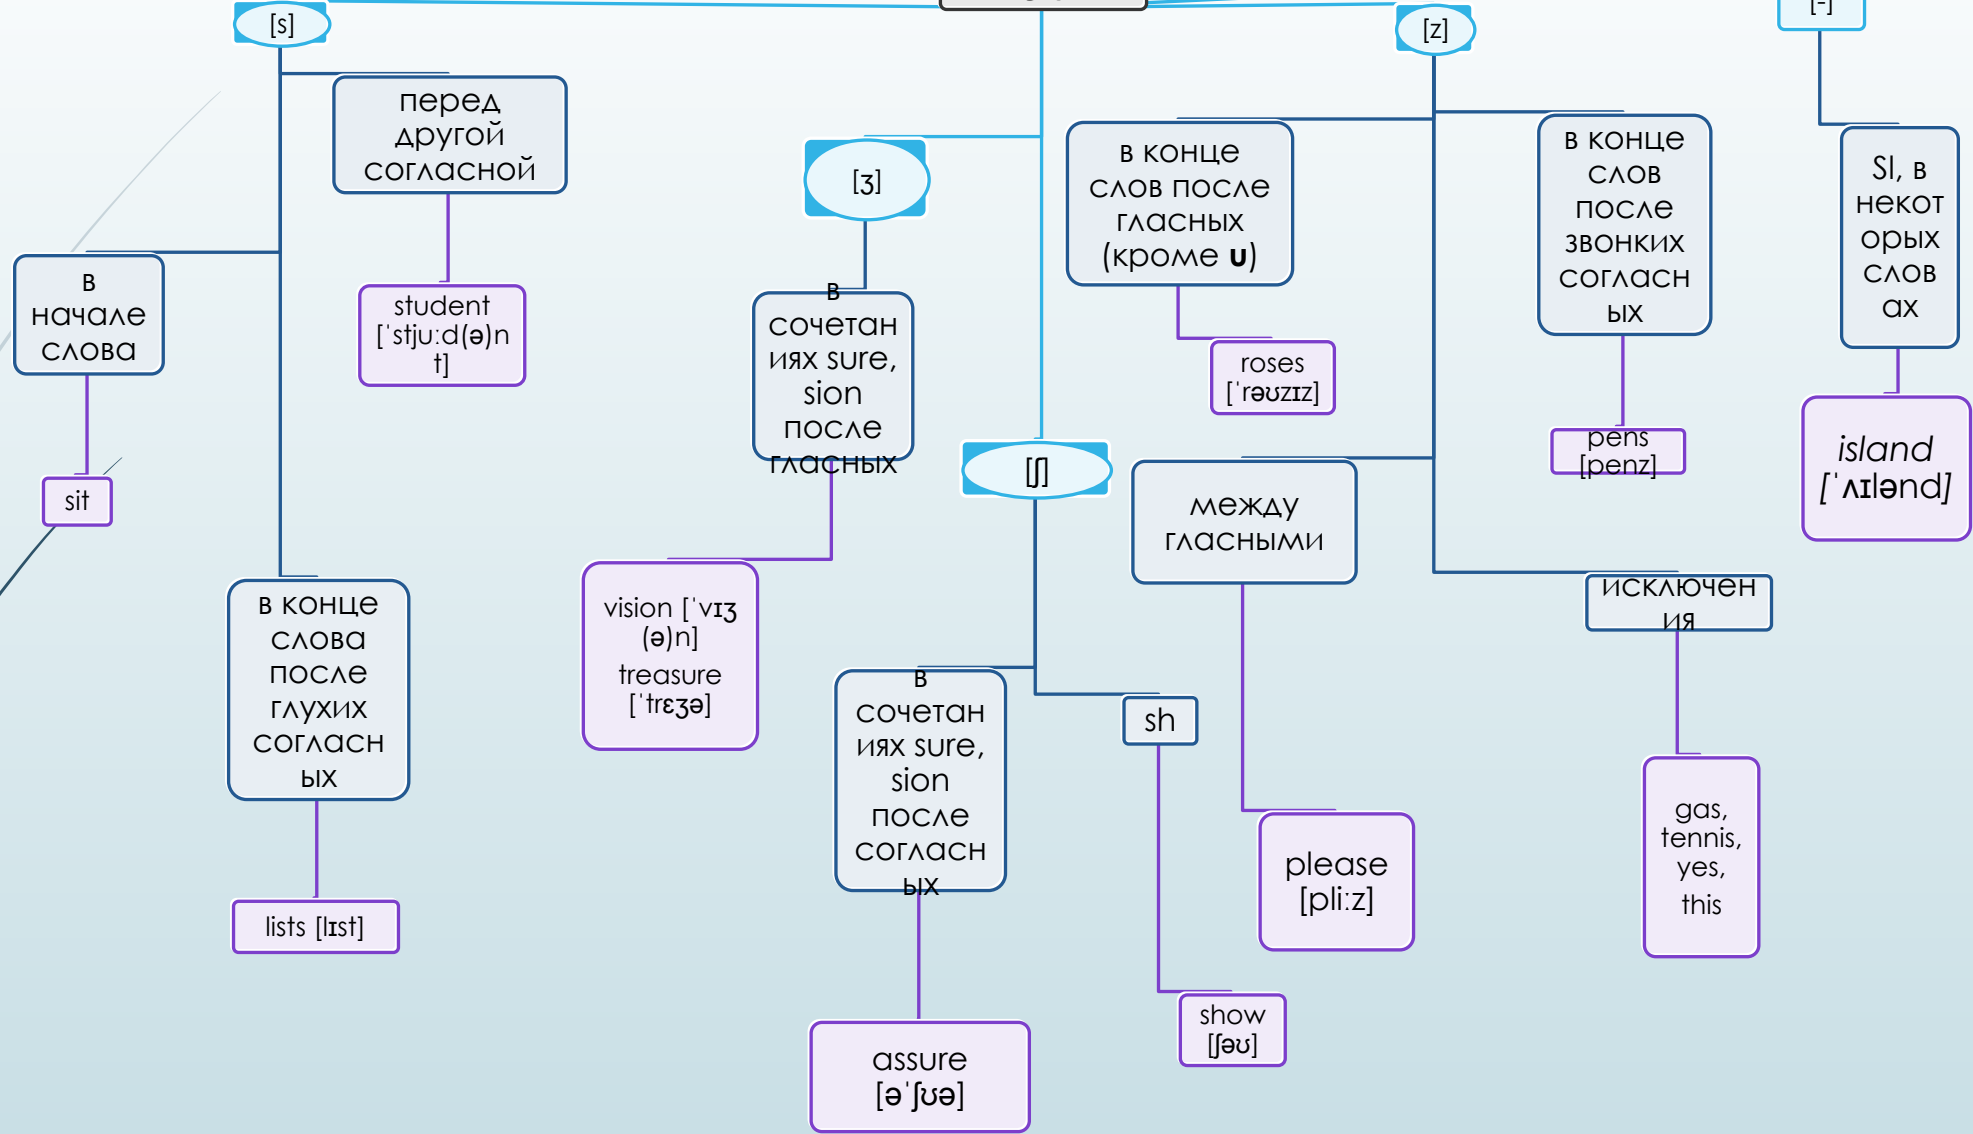 [s]
[z]
[-]
перед
другой
согласной
[ʒ]
в конце
слов после
гласных
(кроме u)
в конце
слов
после
звонких
согласн
ых
Sl, в
некот
орых
слов
ах
в
начале
слова
student
[ˈstjuːd(ə)n
t]
в
сочетан
иях sure,
sion
после
гласных
roses
[ˈrəʊzɪz]
pens
[penz]
island
[ˈʌɪlənd]
sit
[ʃ]
между
гласными
в конце
слова
после
глухих
согласн
ых
vision [ˈvɪʒ
(ə)n]
treasure
[ˈtrɛʒə]
исключен
ия
в
сочетан
иях sure,
sion
после
согласн
ых
sh
please
[pliːz]
gas,
tennis,
yes,
this
lists [lɪst]
show
[ʃəʊ]
assure
[əˈʃʊə]